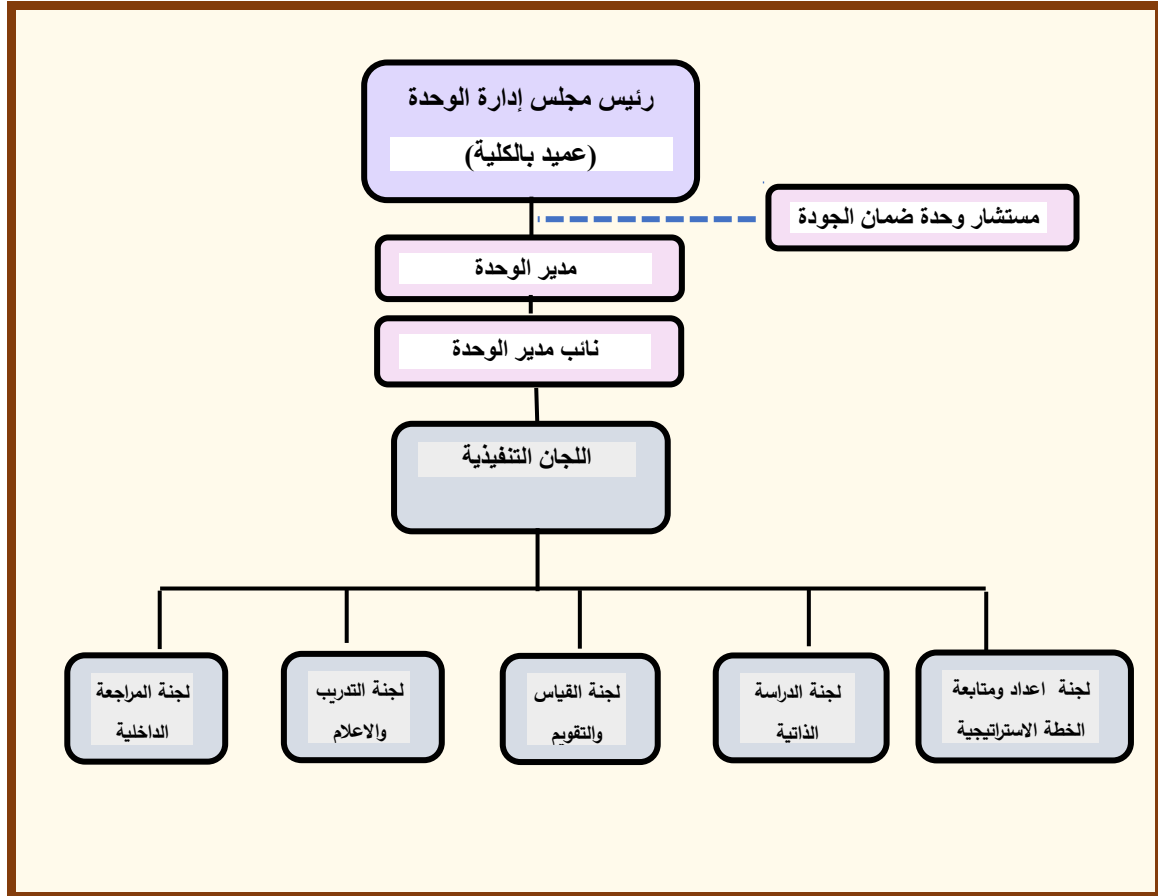 رئيس مجلس إدارة الوحدة
(عميد بالكلية)
مستشار وحدة ضمان الجودة
مدير الوحدة
نائب مدير الوحدة
اللجان التنفيذية
لجنة اعداد ومتابعة
الخطة الاستراتيجية
لجنة الدراسة
الذاتية
لجنة القياس
والتقويم
لجنة التدريب
والاعلام
لجنة المراجعة
الداخلية